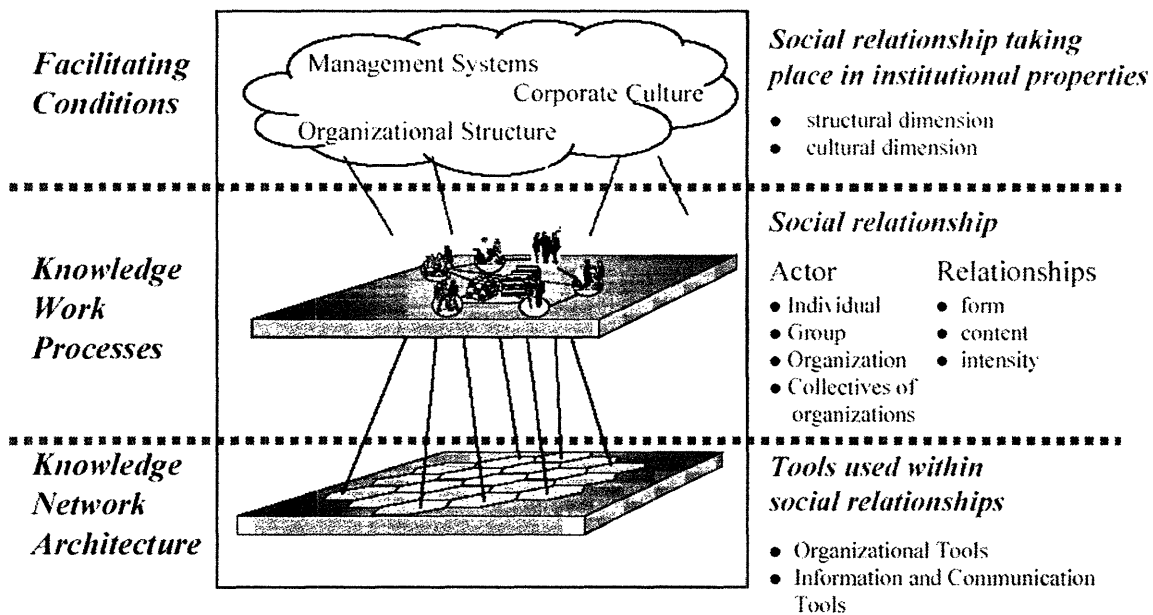 Facilitating
Conditions
Management Systems
Corporate Culture
Organizational Structure
Social relationship taking
place in institutional properties
● structural dimension
● cultural dimension
Knowledge
Work
Processes
Social relationship
Actor
● Individual
● Group
● Organization
● Collectives of
organizations
Relationships
● form
● content
● intensity
Knowledge
Network
Architecture
Tools used within
social relationships
● Organizational Tools
● Information and Communication
Tools